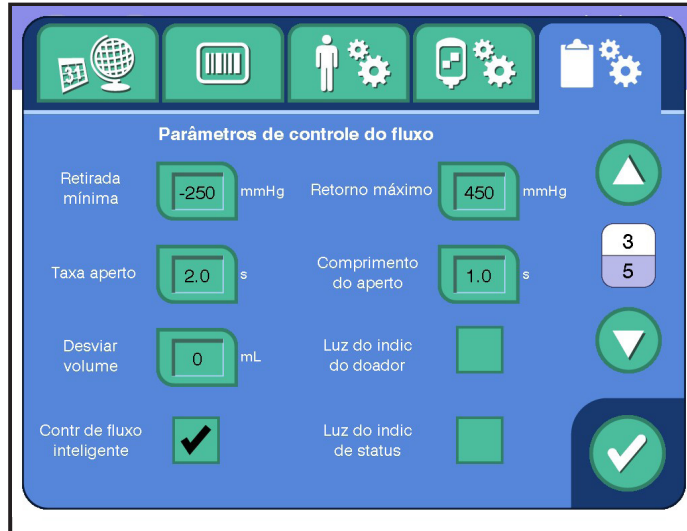 31
Parâmetros de controle do fluxo
Retirada
mínima
-250
mmHg
Retorno máximo
450
mmHg
3
5
Taxa aperto
2.0
s
Comprimento
do aperto
1.0
s
Desviar
volume
0
mL
Luz do indic
do doador
Contr de fluxo
inteligente
Luz do indic
de status